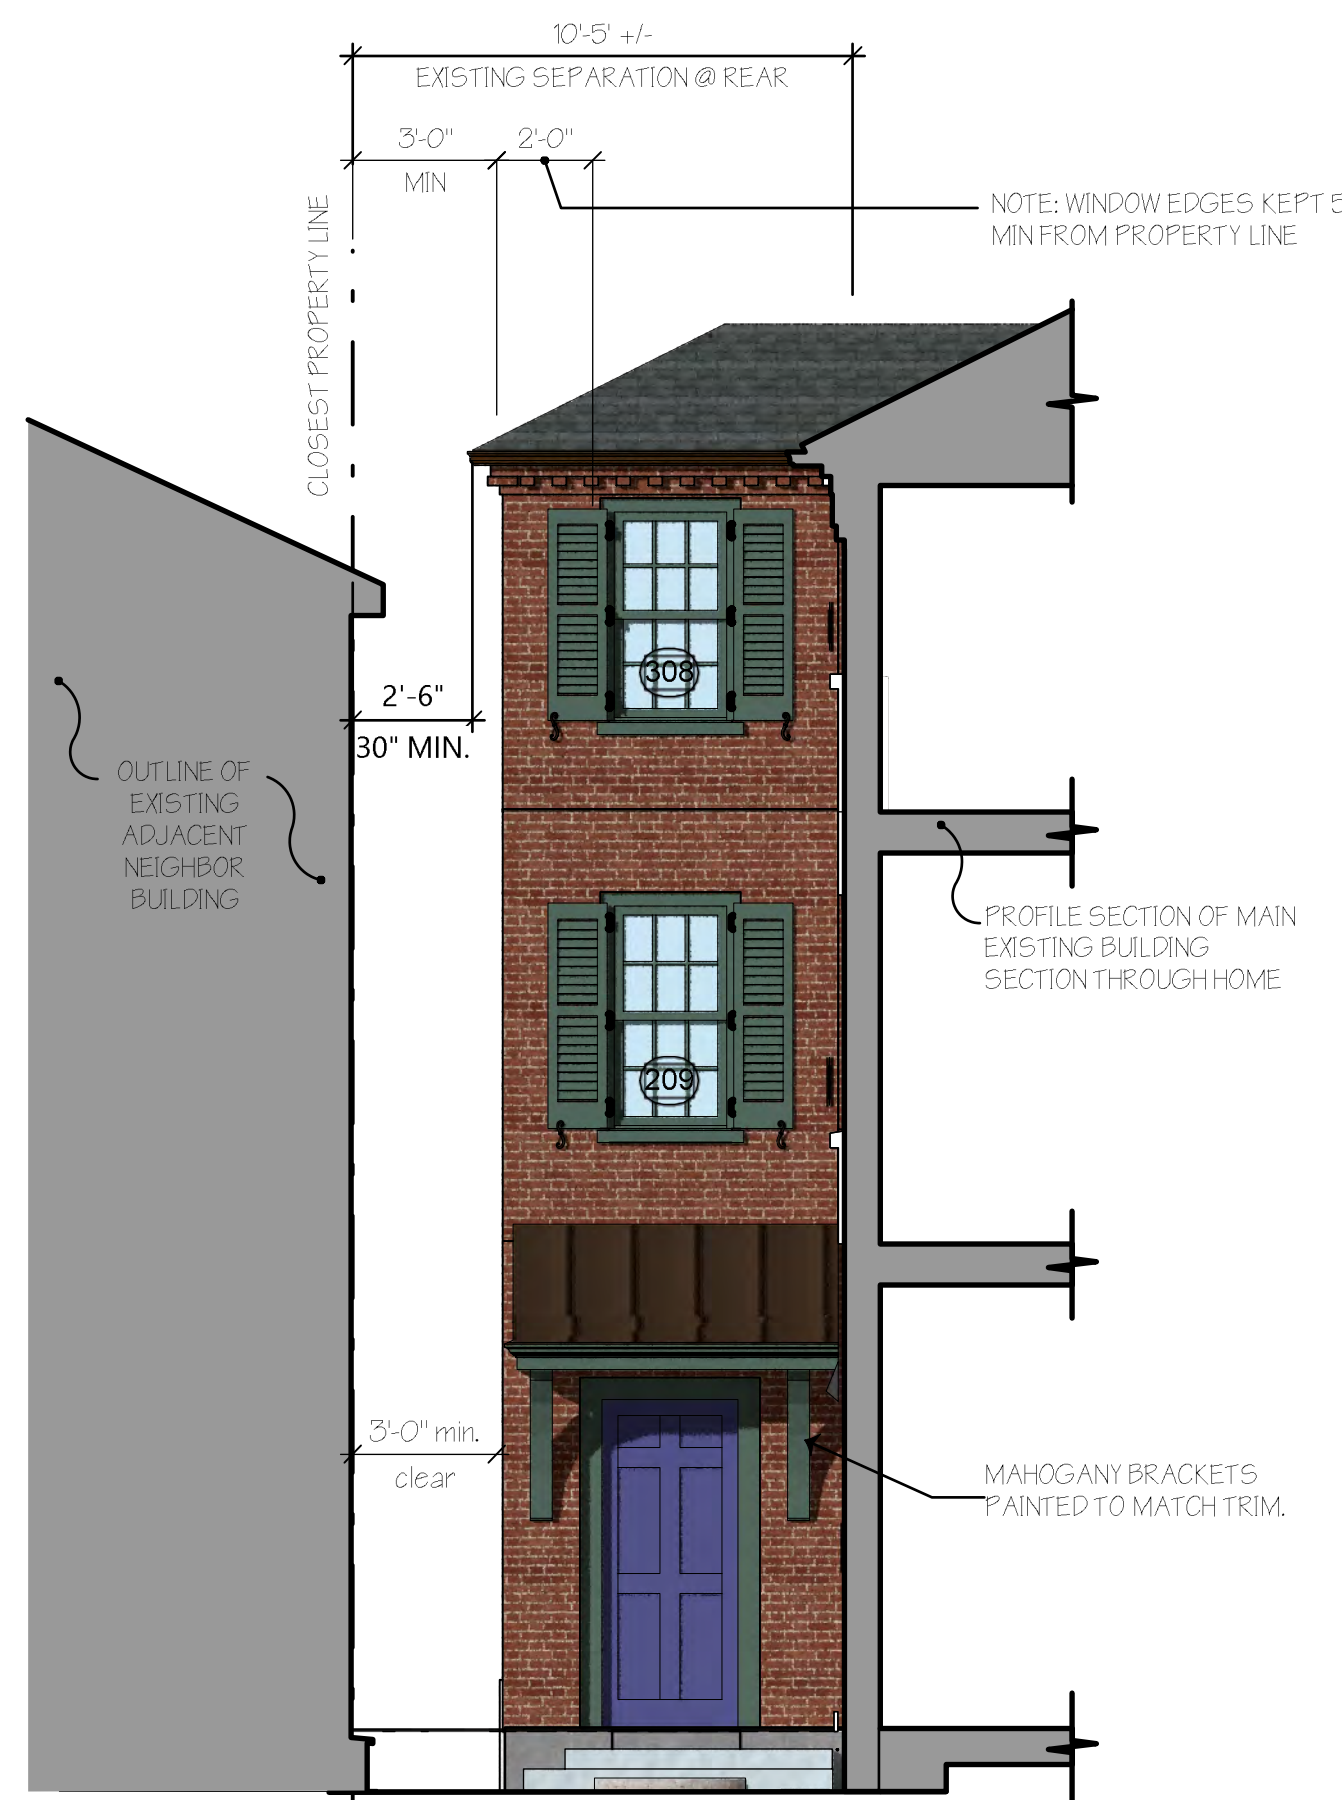 10'-5' +/-
EXISTING SEPARATION @ REAR
3'-0"
2'-0"
MIN
NOTE: WINDOW EDGES KEPT 5
MIN FROM PROPERTY LINE
CLOSEST PROPERTY LINE
308
2'-6"
30" MIN.
OUTLINE OF
EXISTING
ADJACENT
NEIGHBOR
BUILDING
PROFILE SECTION OF MAIN
EXISTING BUILDING
SECTION THROUGH HOME
209
3'-0" min.
clear
MAHOGANY BRACKETS
PAINTED TO MATCH TRIM.